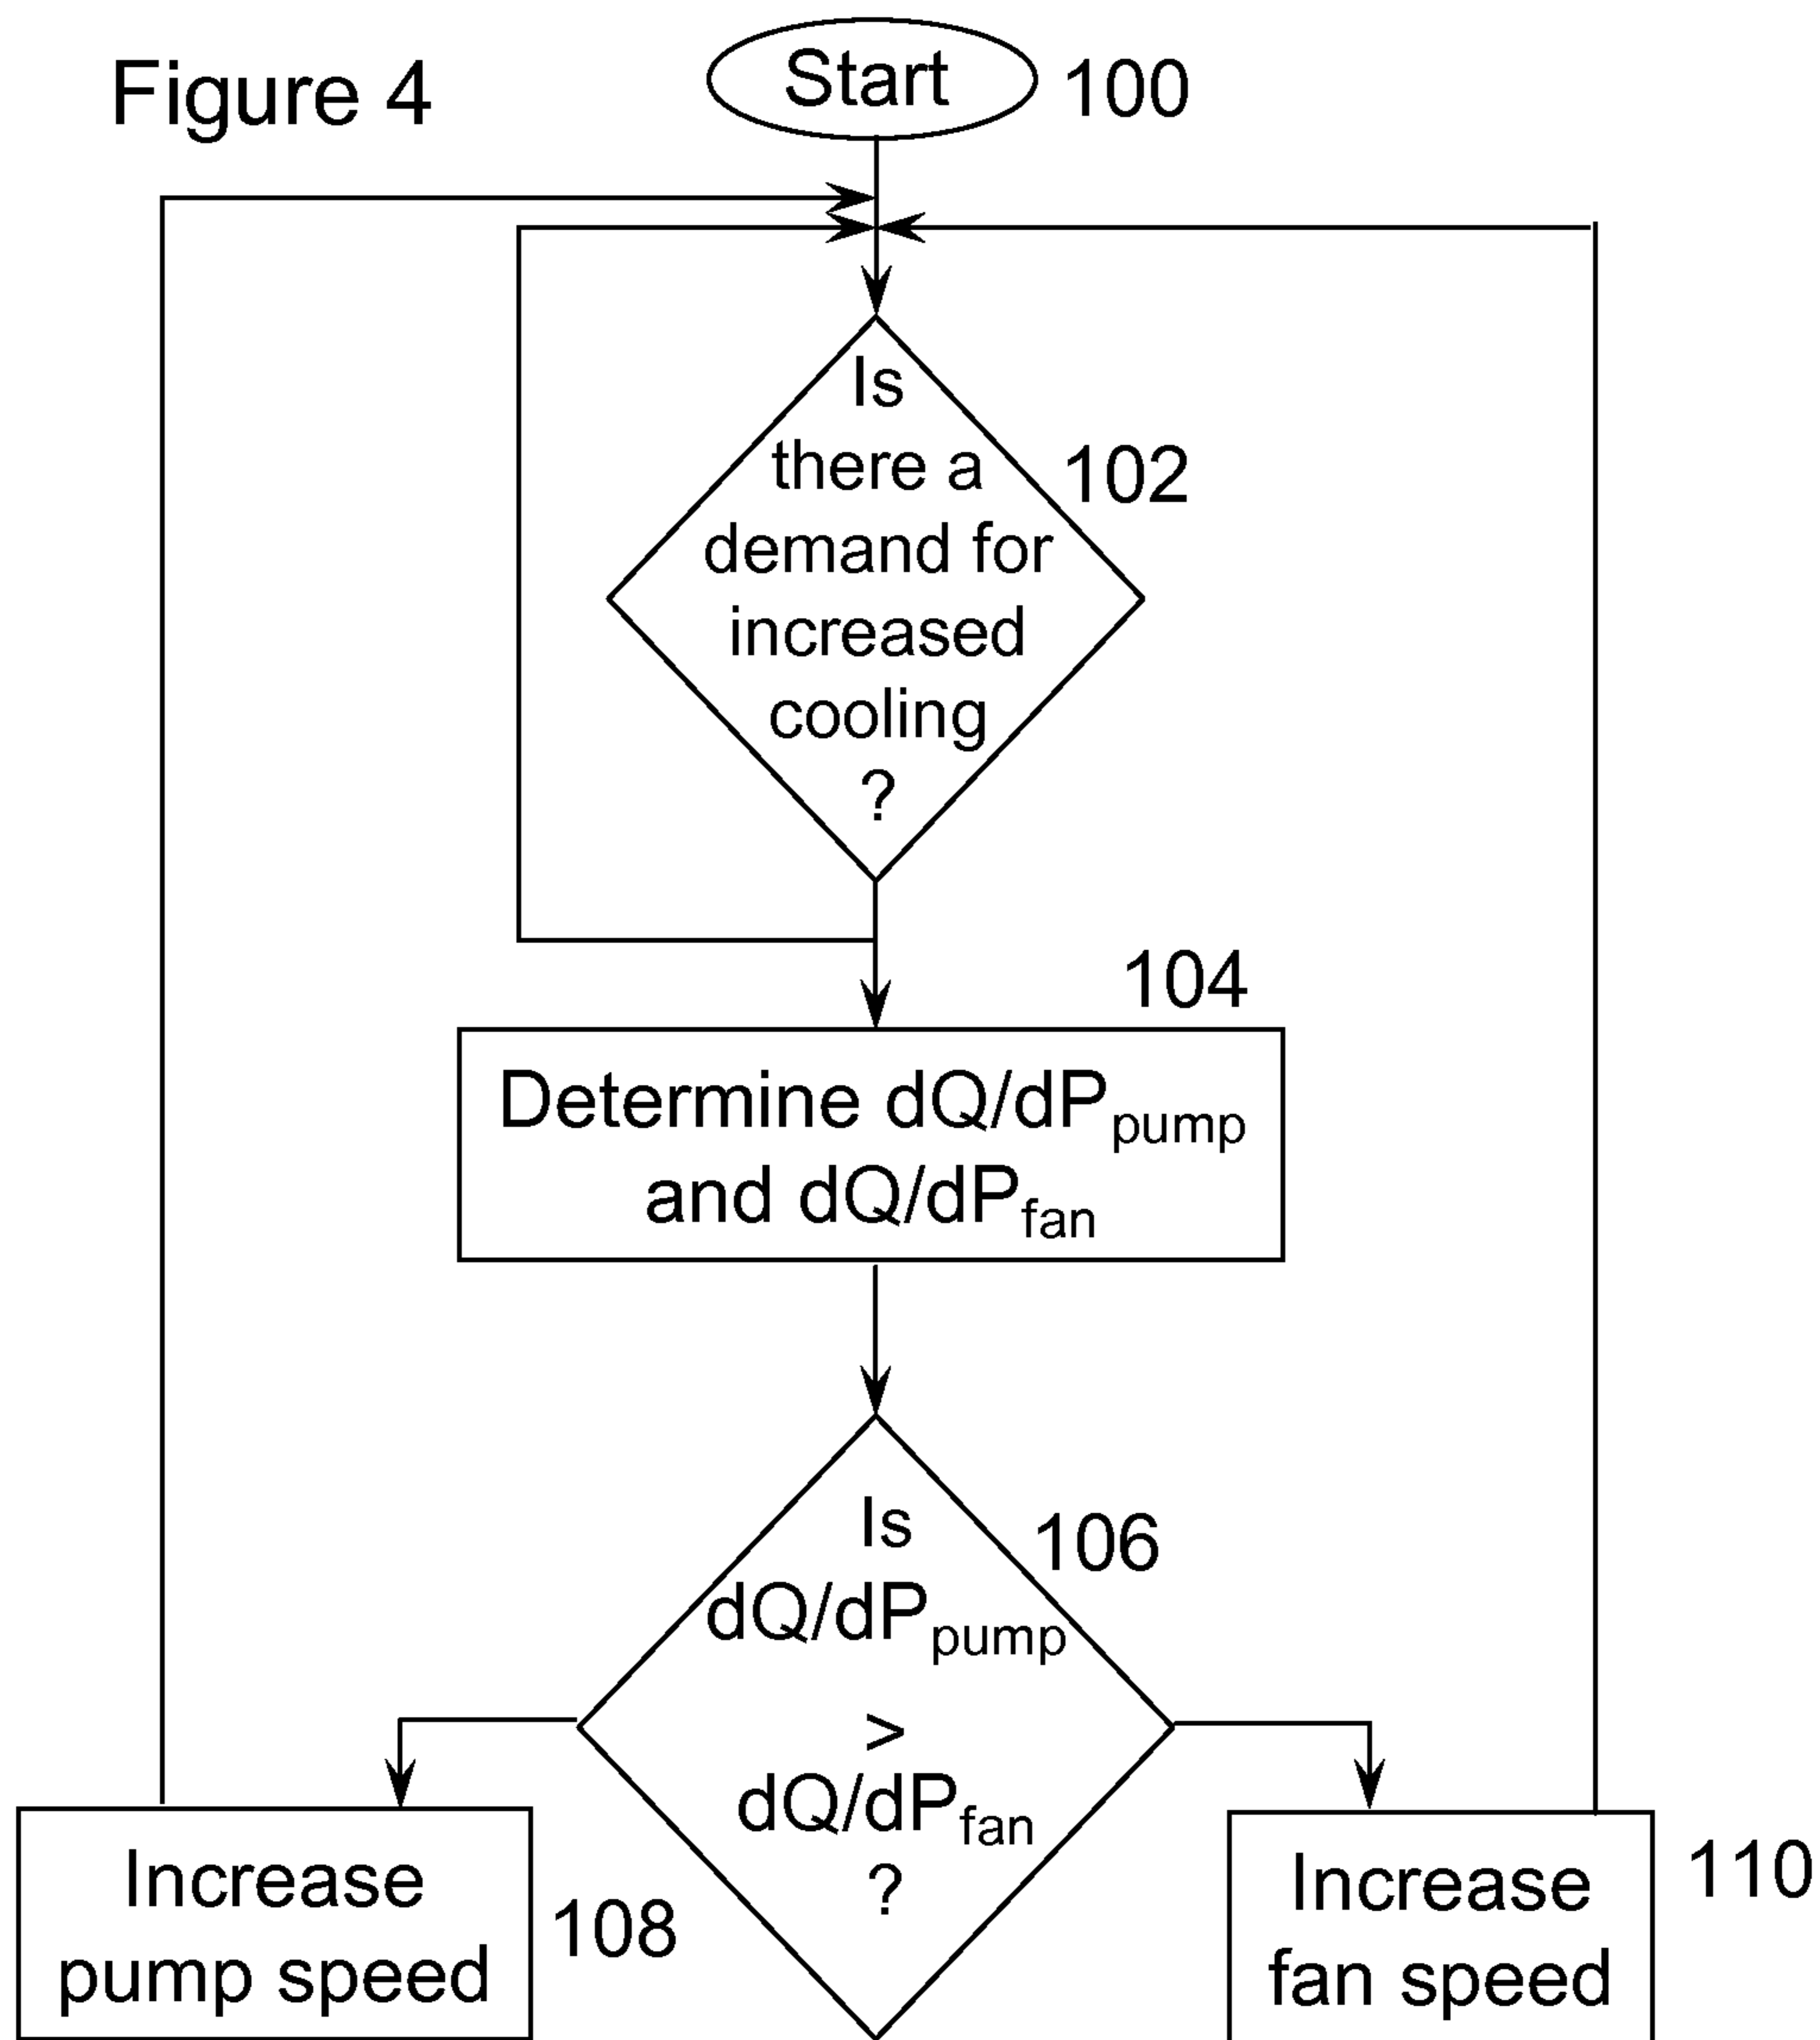 Figure 4
Start
100
Is
there a
demand for
increased
cooling
?
102
104
Determine dQ/dPpump
and dQ/dPfan
Is
dQ/dPpump
>
dQ/dPfan
?
106
Increase
pump speed
108
Increase
fan speed
110